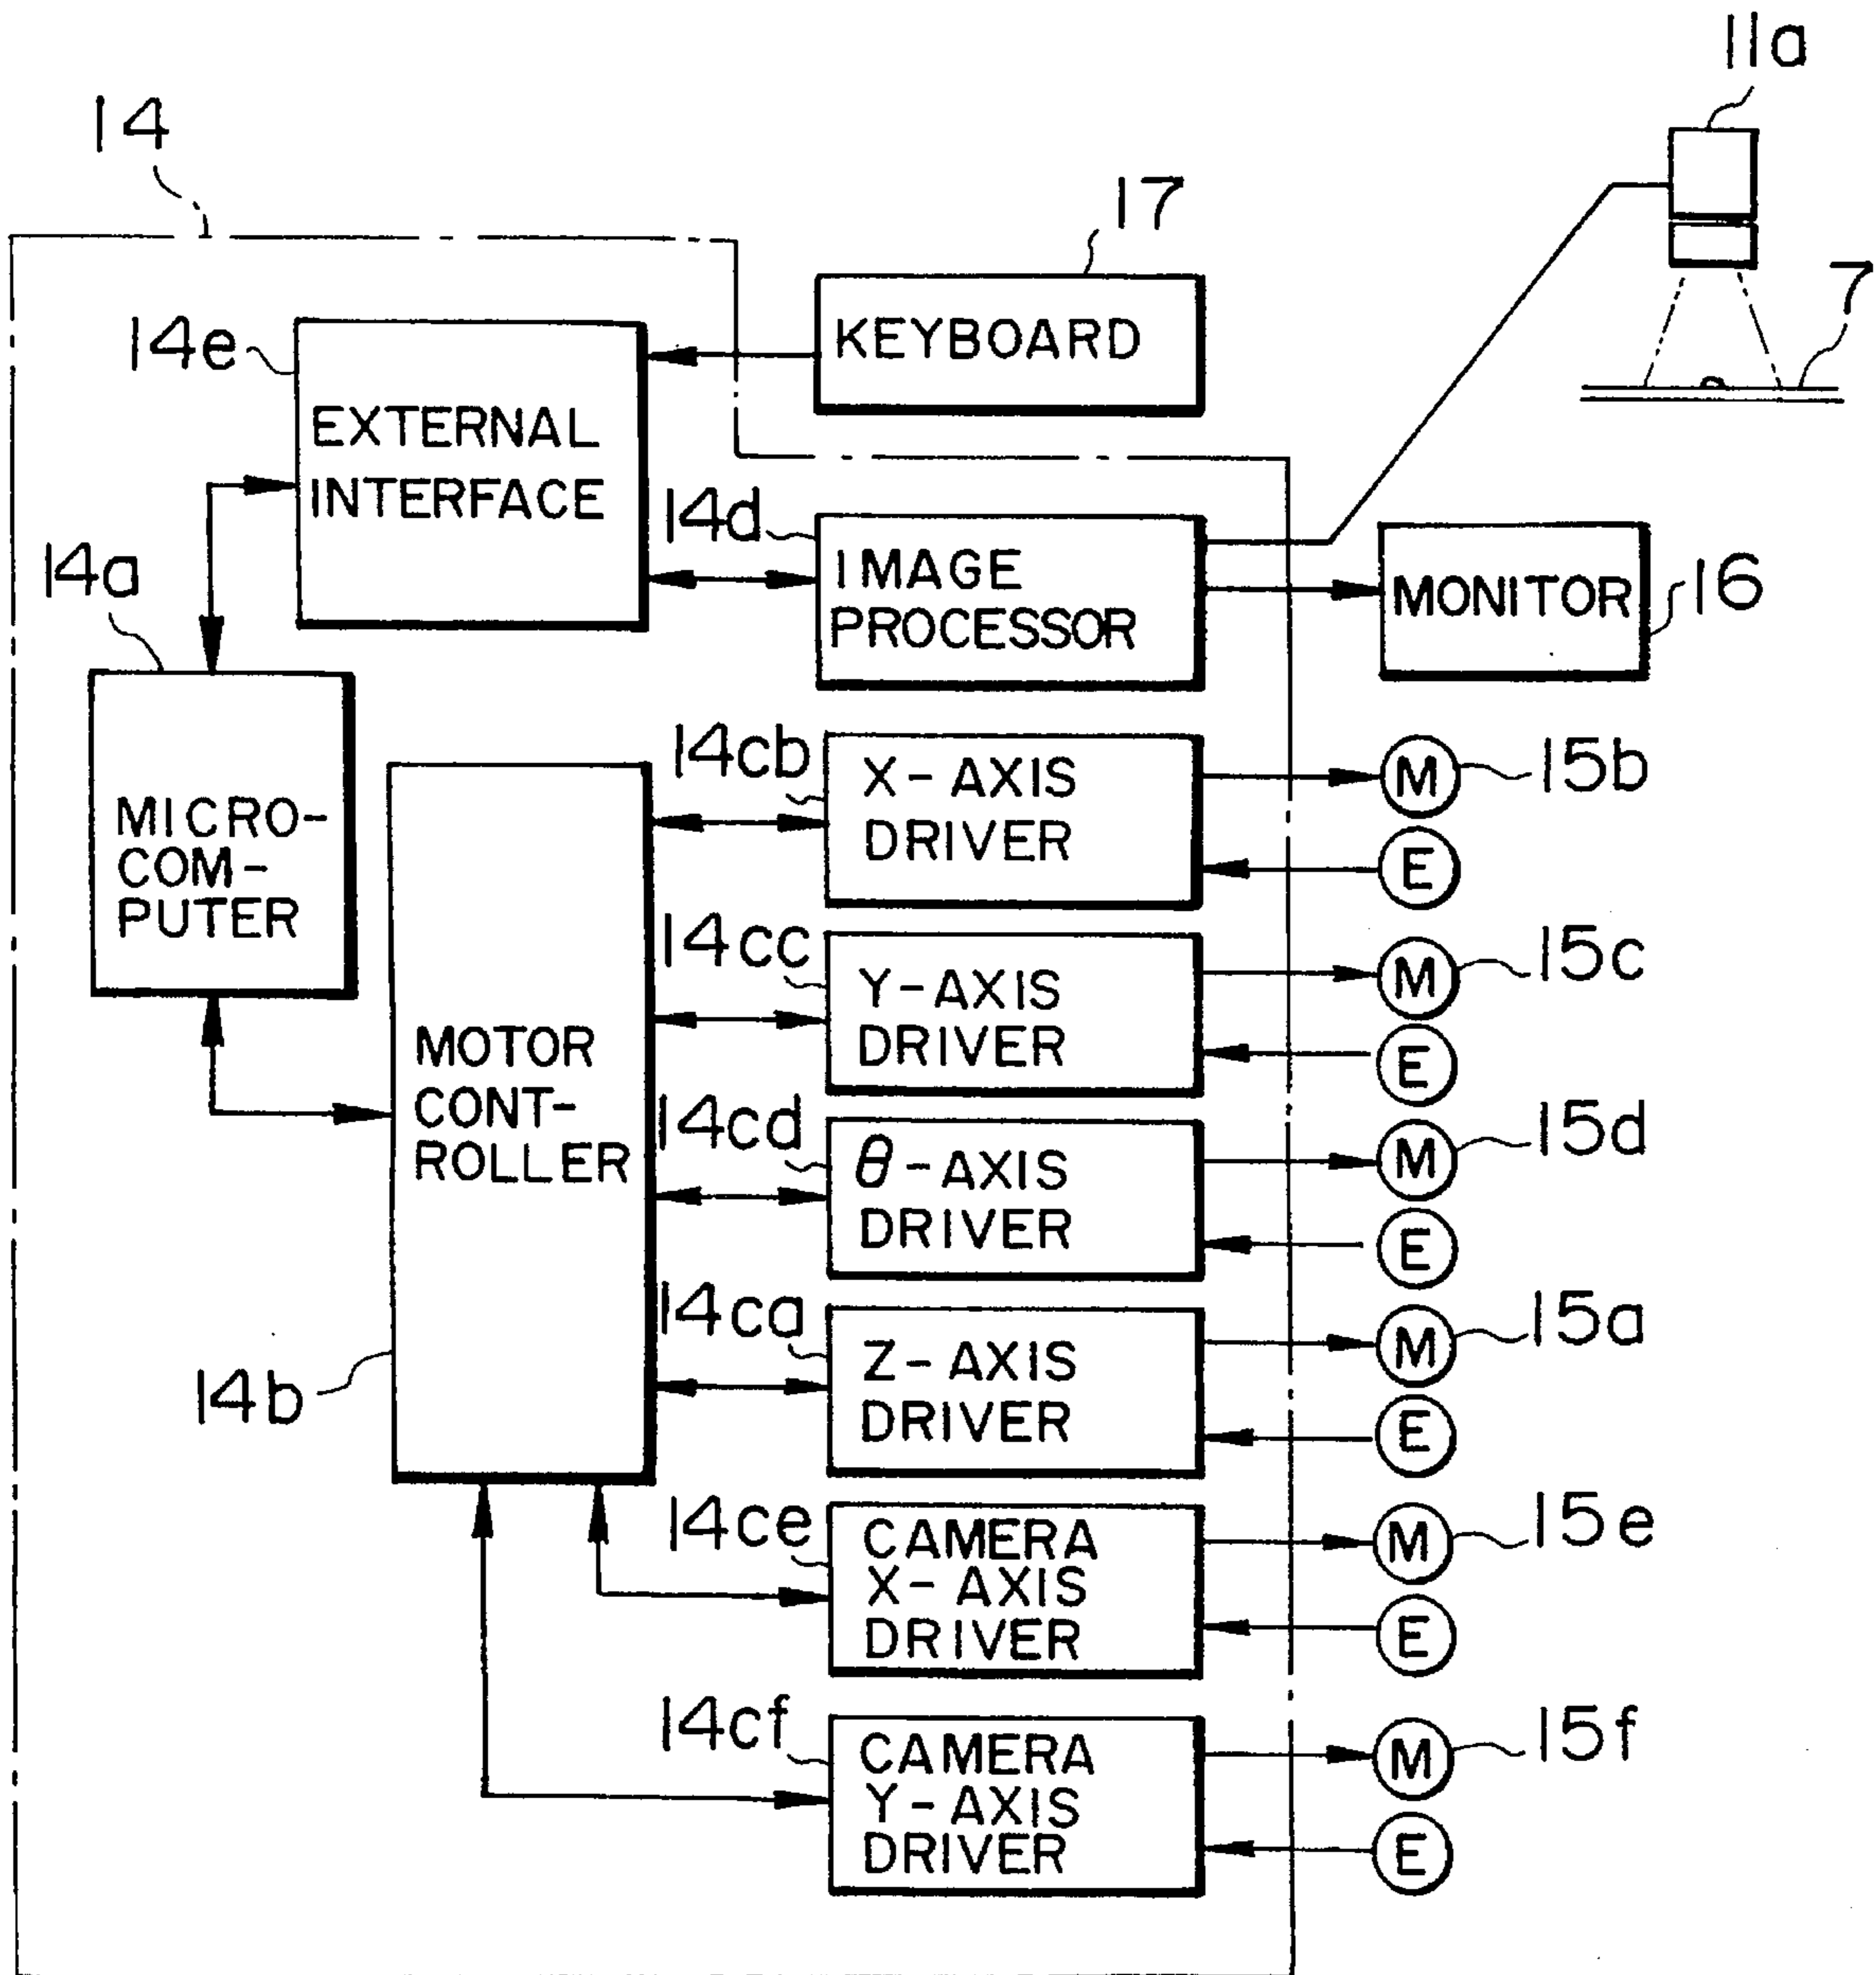 11a
14
17
7
KEYBOARD
14e
EXTERNAL
INTERFACE
14d
IMAGE
PROCESSOR
MONITOR
16
14a
MICRO-
COM-
PUTER
14cb
X-AXIS
DRIVER
M
15b
E
14cc
Y-AXIS
DRIVER
M
15c
E
MOTOR
CONT-
ROLLER
14cd
θ-AXIS
DRIVER
M
15d
E
14ca
Z-AXIS
DRIVER
M
15a
E
14b
14ce
CAMERA
X-AXIS
DRIVER
M
15e
E
14cf
CAMERA
Y-AXIS
DRIVER
M
15f
E